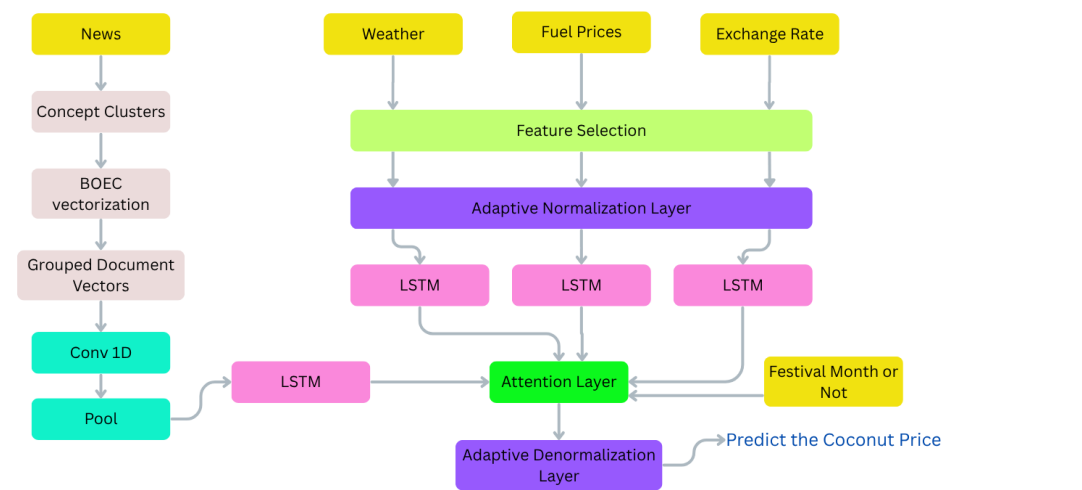 News
Weather
Fuel Prices
Exchange Rate
Concept Clusters
Feature Selection
BOEC
vectorization
Adaptive Normalization Layer
Grouped Document
Vectors
LSTM
LSTM
LSTM
Conv 1D
LSTM
Attention Layer
Festival Month or
Not
Pool
Adaptive Denormalization
Layer
Predict the Coconut Price